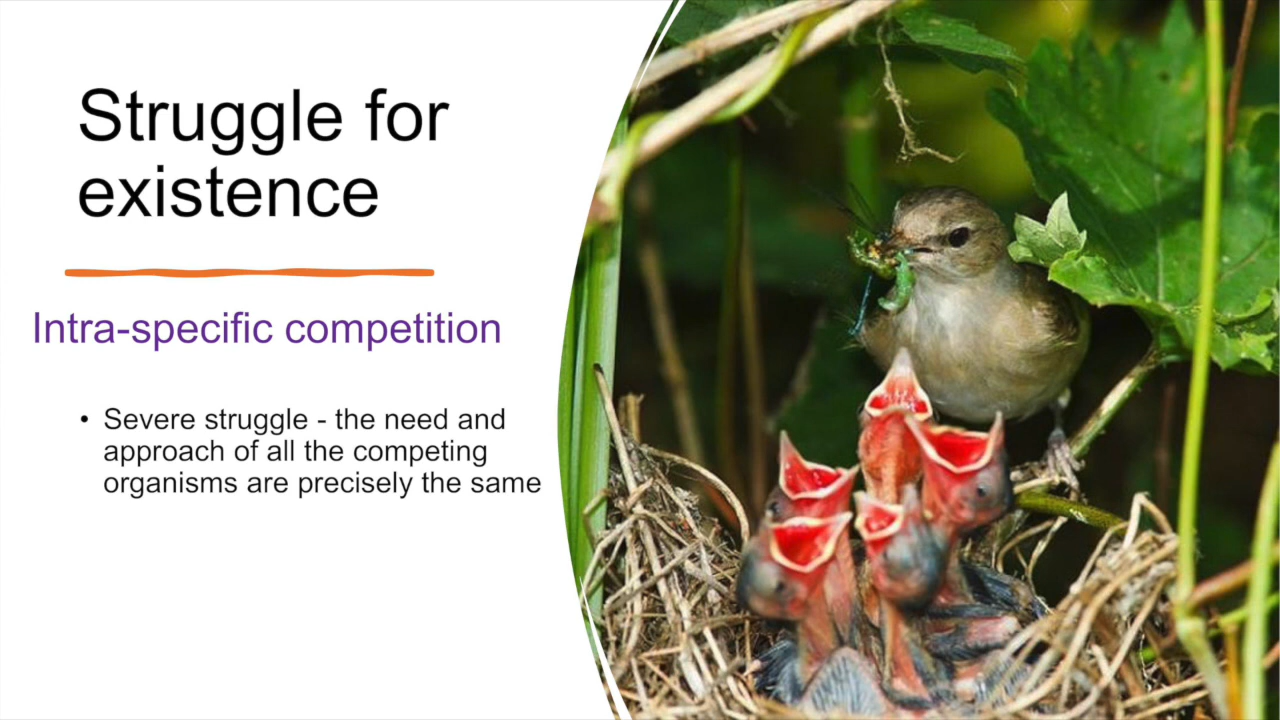 Struggle for
existence
Intra-specific competition
• Severe struggle - the need and
approach of all the competing
organisms are precisely the same